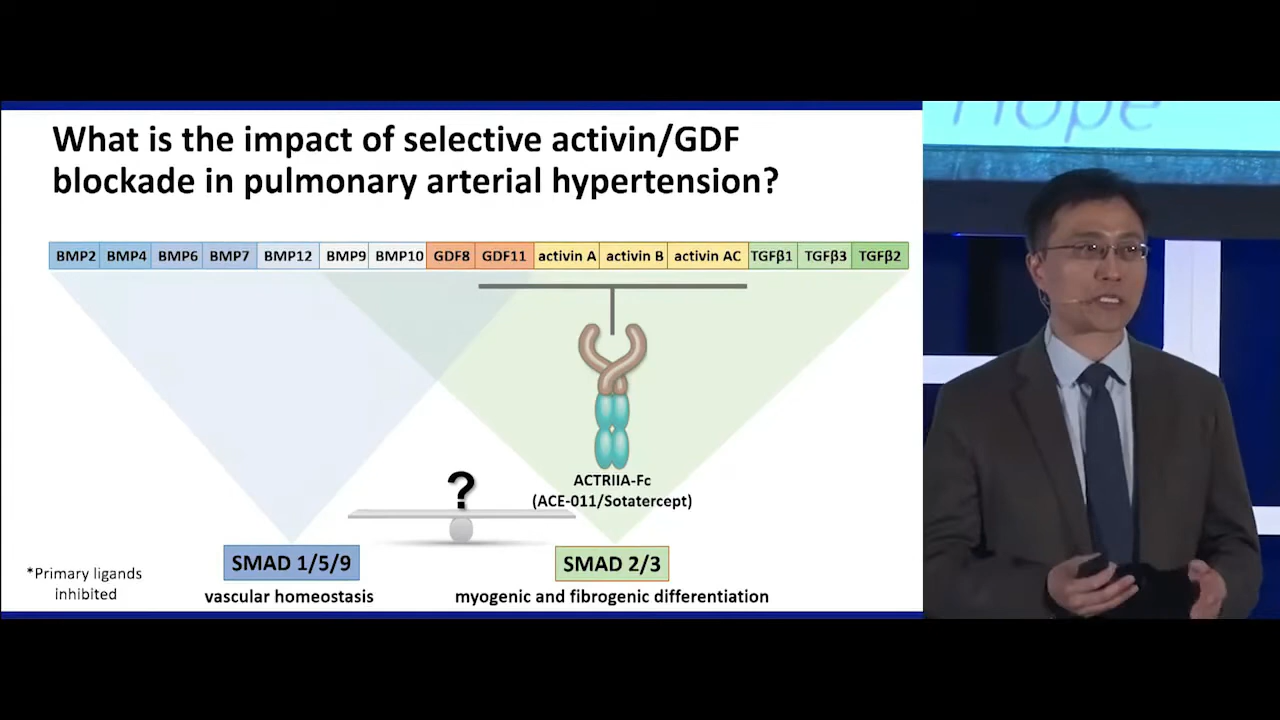 What is the impact of selective activin/GDF
blockade in pulmonary arterial hypertension?
BMP2 BMP4 BMP6 BMP7 BMP12 BMP9 BMP10 GDF8 GDF11 activin A activin B activin AC TGFβ1 TGFβ3 TGFβ2
ACTRIIA-Fc
(ACE-011/Sotatercept)
?
SMAD 1/5/9
SMAD 2/3
vascular homeostasis
myogenic and fibrogenic differentiation
*Primary ligands
inhibited
Hope